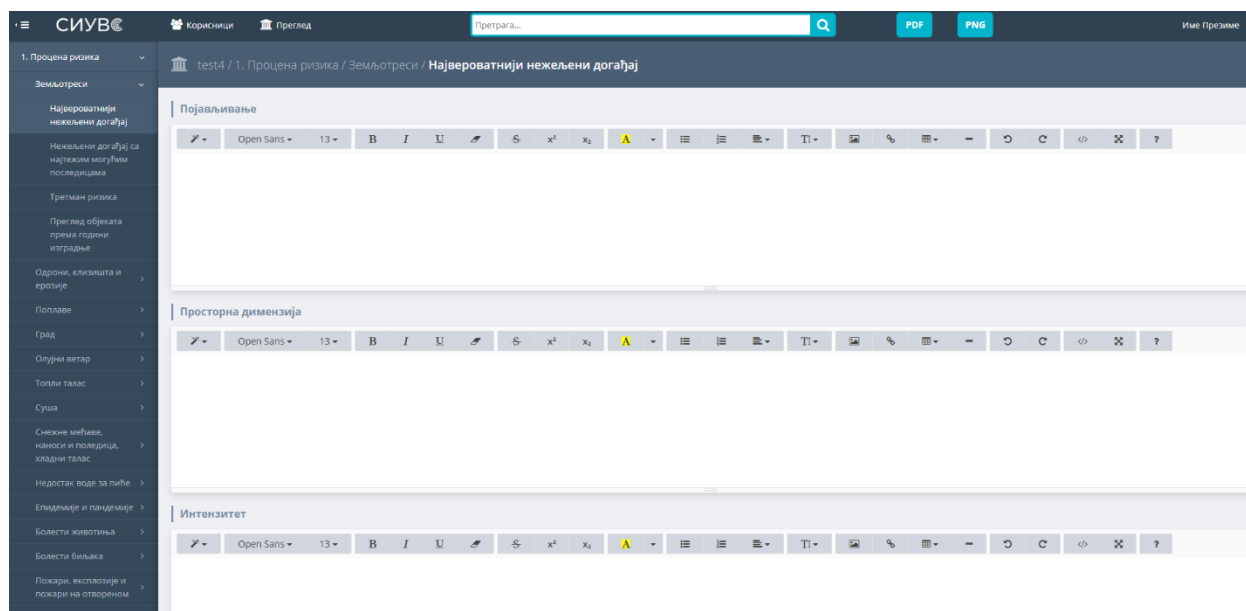 СИУВС
Корисници
Преглед
Претрага...
PDF
PNG
Име Презиме
1. Процена ризика
Земљотреси
Највероватнији
нежељени догађај
Нежељени догађај са
најтежим могућим
последицама
Третман ризика
Преглед објеката
према години
изградње
Одрони, клизишта и
ерозије
Поплаве
Град
Олујни ветар
Топли талас
Суша
Снежне мећаве,
наноси и поледица,
хладни талас
Недостак воде за пиће
Епидемије и пандемије
Болести животиња
Болести биљака
Пожари, експлозије и
пожари на отвореном
test4 / 1. Процена ризика / Земљотреси / Највероватнији нежељени догађај
Појављивање
Open Sans 13 B I U S x² x₂ A T ?
Просторна димензија
Open Sans 13 B I U S x² x₂ A T ?
Интензитет
Open Sans 13 B I U S x² x₂ A T ?